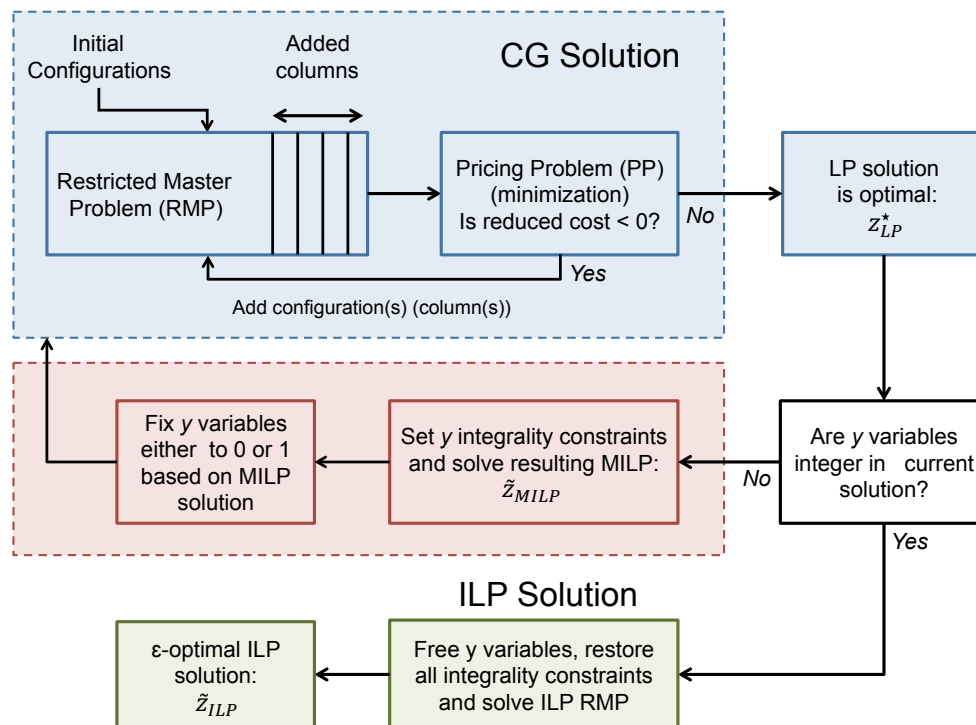 Initial
Configurations
Added
columns
CG Solution
Restricted Master
Problem (RMP)
Pricing Problem (PP)
(minimization)
Is reduced cost < 0?
No
LP solution
is optimal:
z*LP
Yes
Add configuration(s) (column(s))
Fix y variables
either to 0 or 1
based on MILP
solution
Set y integrality constraints
and solve resulting MILP:
z̃MILP
No
Are y variables
integer in current
solution?
Yes
ILP Solution
ε-optimal ILP
solution:
z̃ILP
Free y variables, restore
all integrality constraints
and solve ILP RMP